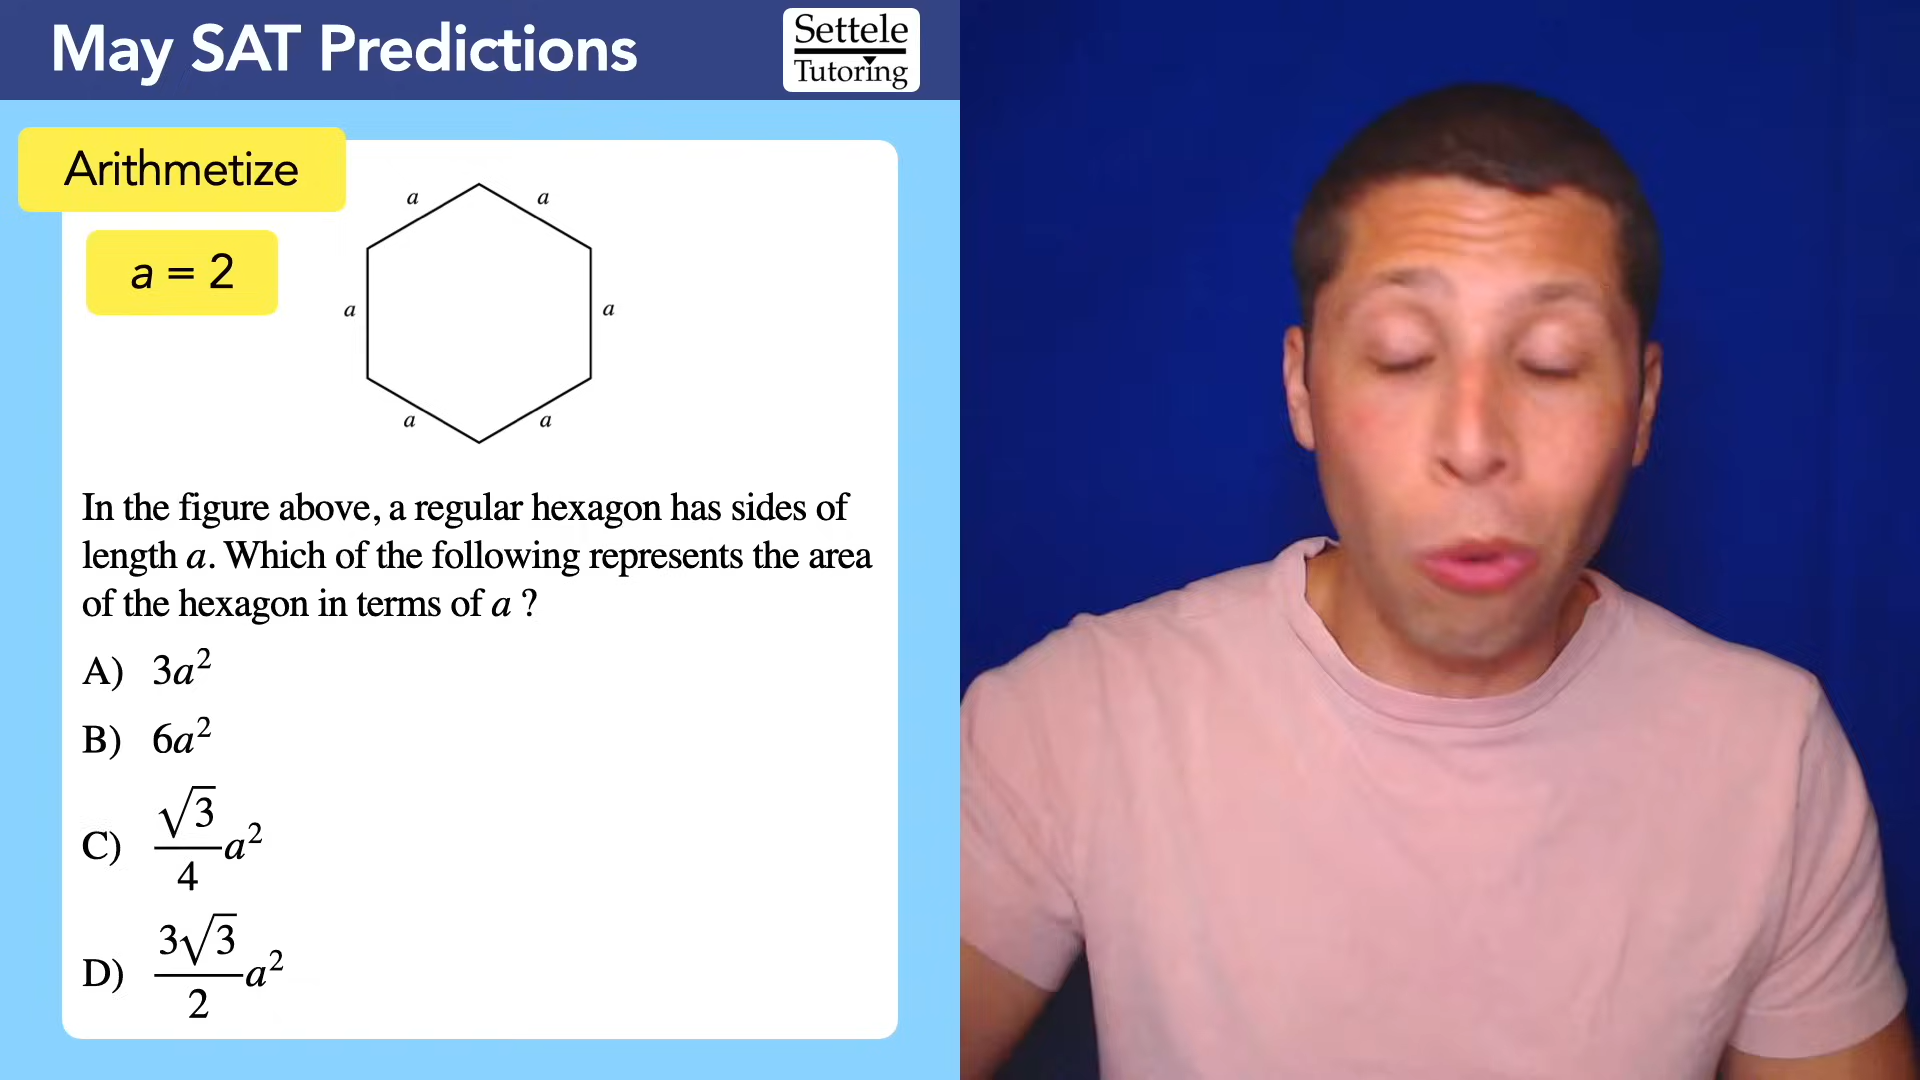 May SAT Predictions
Settele
Tutoring
Arithmetize
a = 2
a a
a a
a a
In the figure above, a regular hexagon has sides of
length a. Which of the following represents the area
of the hexagon in terms of a ?
A) 3a²
B) 6a²
C) √3/4 a²
D) 3√3/2 a²